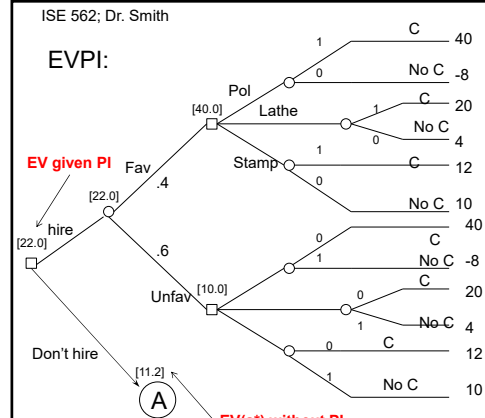 ISE 562; Dr. Smith
EVPI:
C
1
40
0
No C
-8
Pol
[40.0]
Lathe
1
C
20
0
No C
4
EV given PI
Fav
Stamp
1
C
12
.4
0
[22.0]
No C
10
hire
[22.0]
.6
0
40
C
1
No C
-8
Unfav
[10.0]
0
C
20
1
No C
4
Don't hire
0
C
12
[11.2]
1
No C
10
A